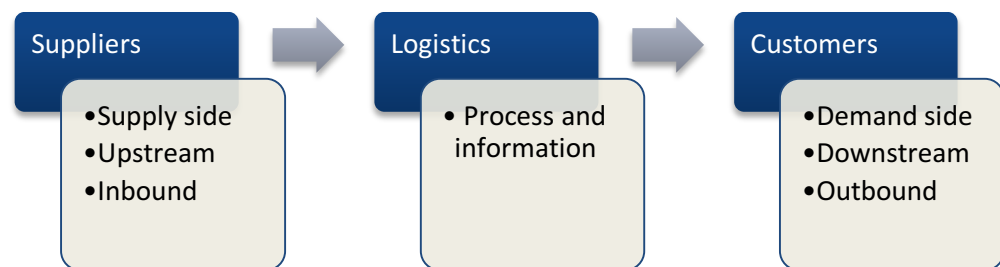 Suppliers
•Supply side
•Upstream
•Inbound
Logistics
• Process and
information
Customers
•Demand side
•Downstream
•Outbound